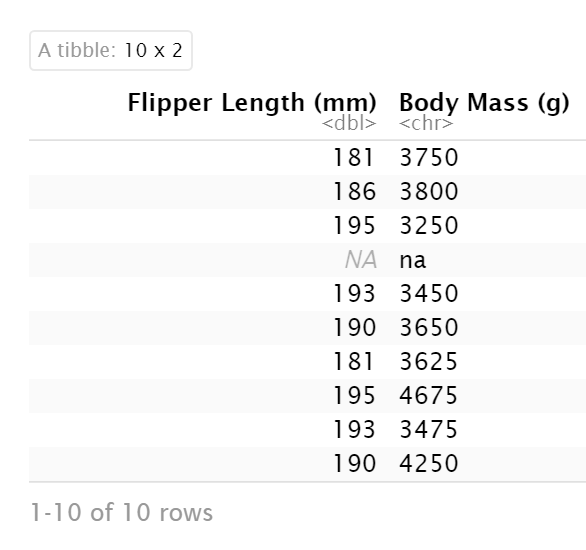 A tibble: 10 x 2
Flipper Length (mm) Body Mass (g)
<dbl> <chr>
181 3750
186 3800
195 3250
NA na
193 3450
190 3650
181 3625
195 4675
193 3475
190 4250
1-10 of 10 rows